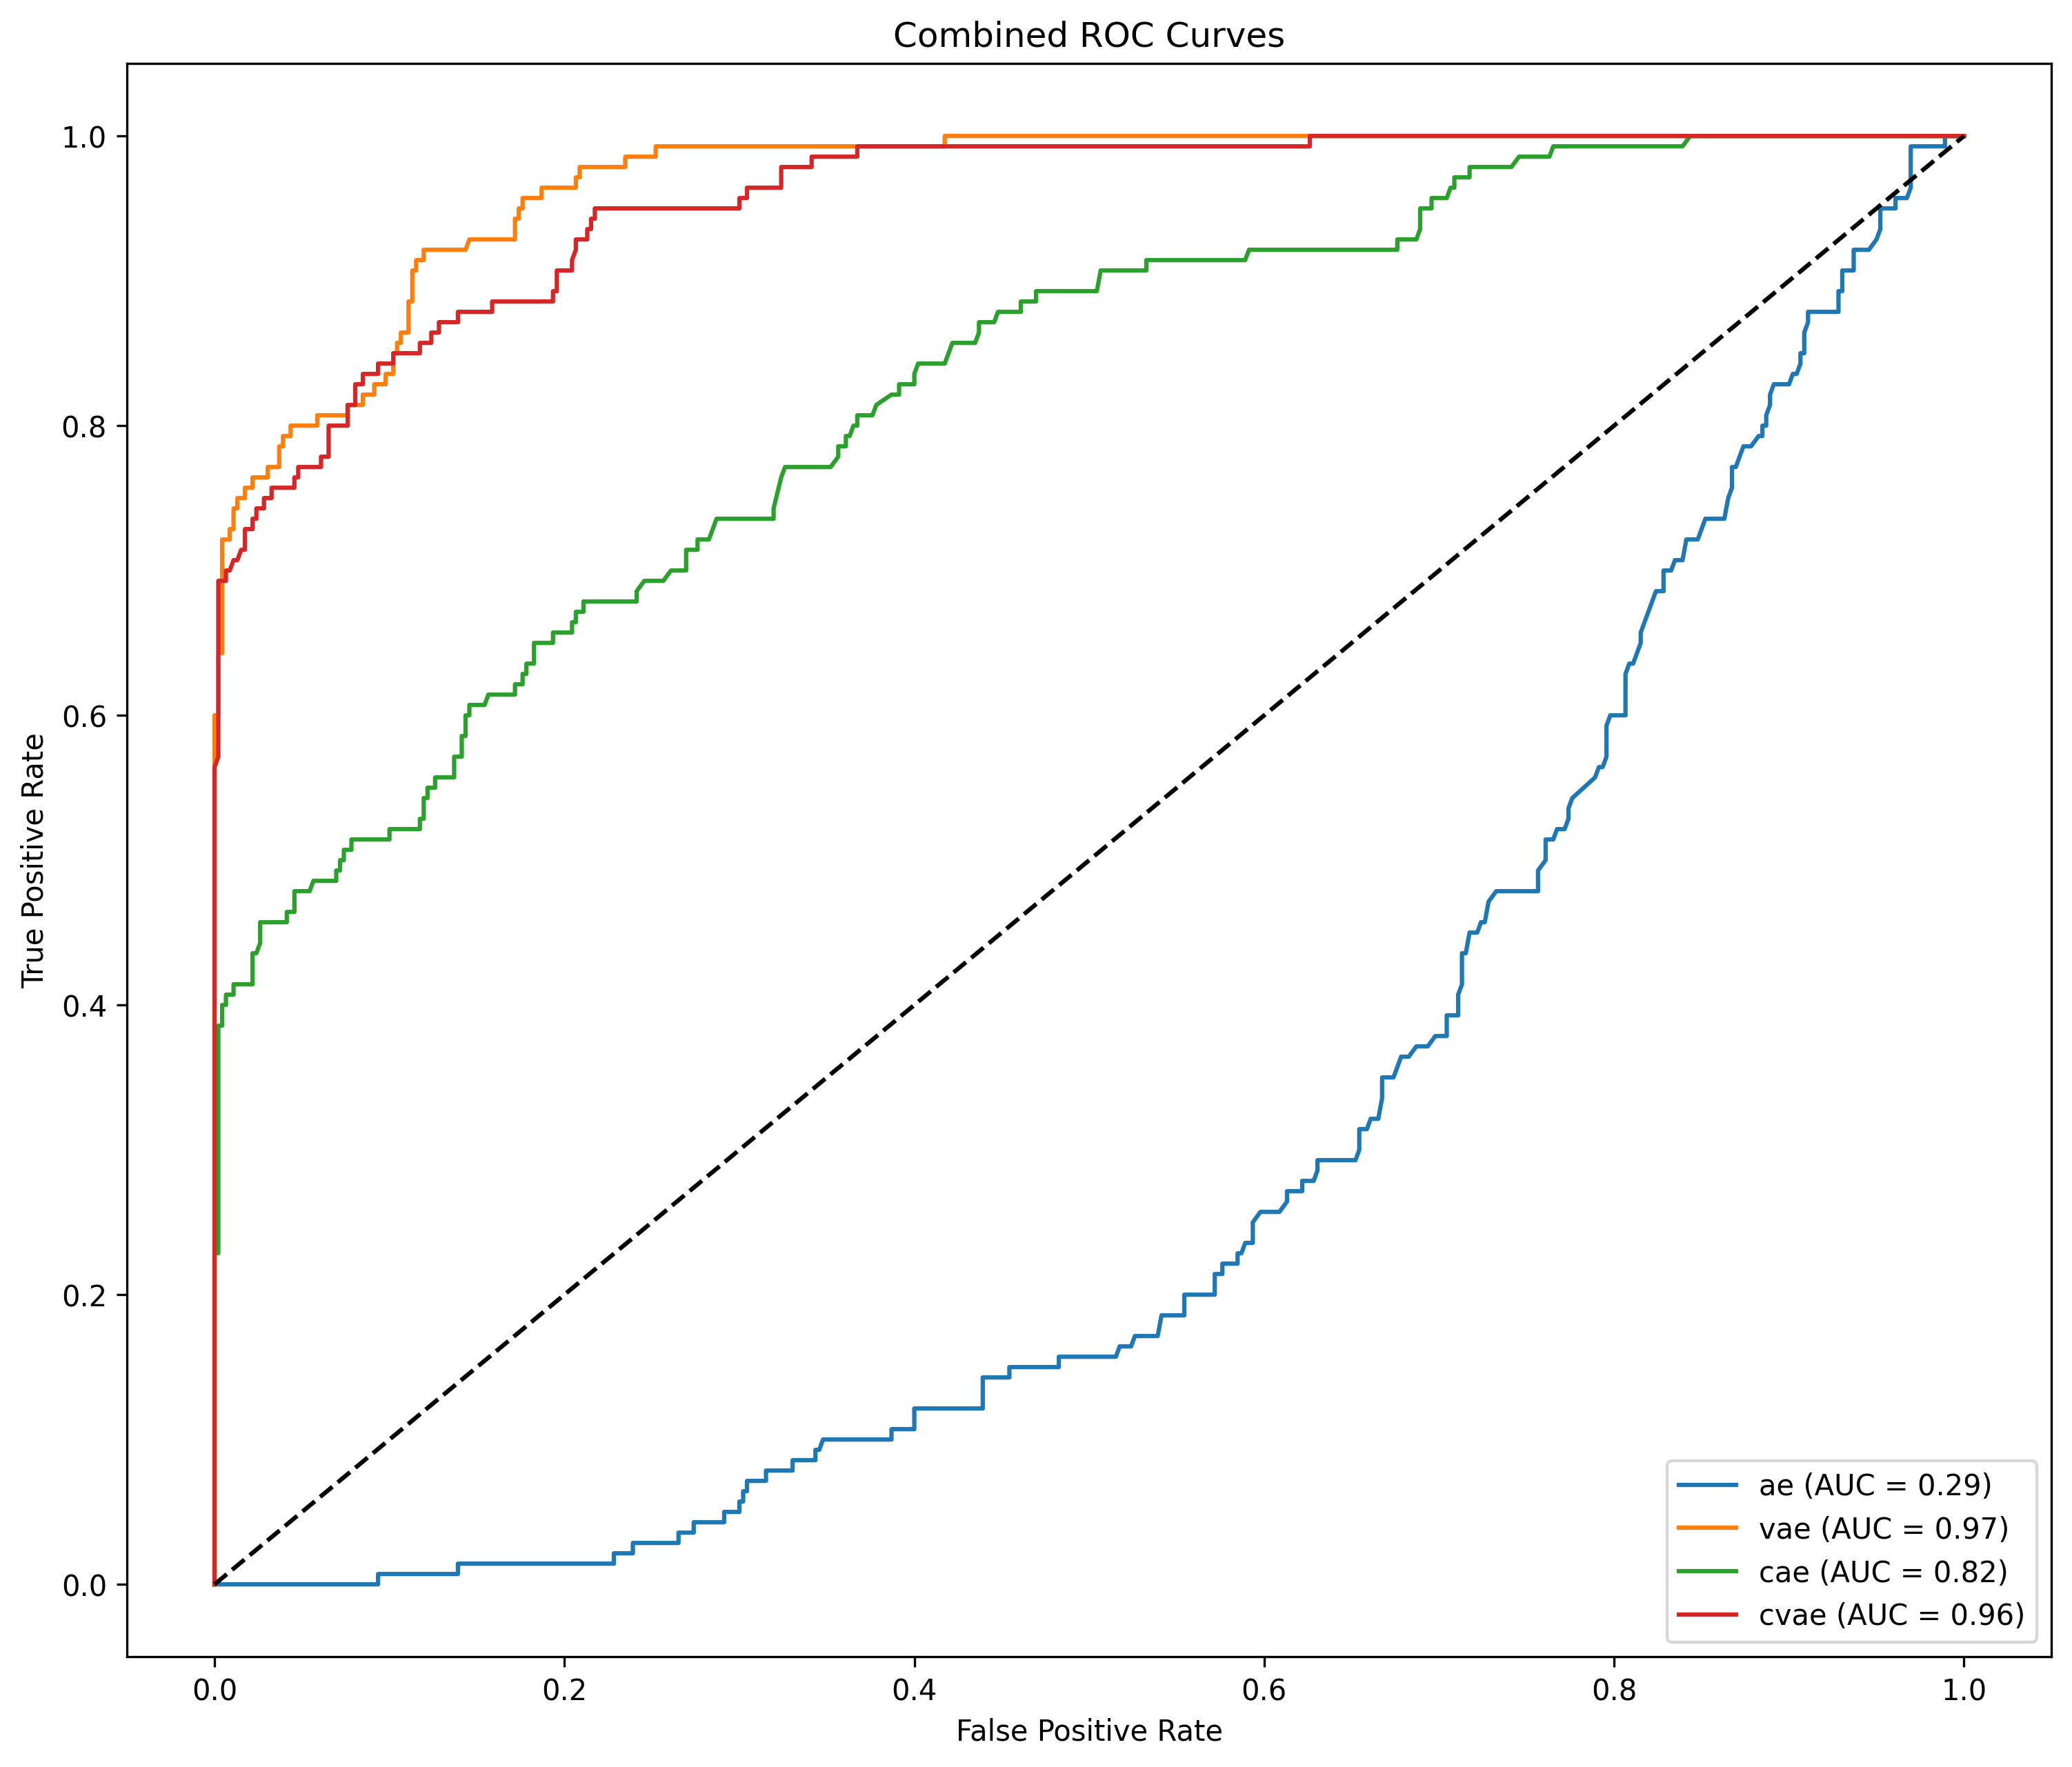 Combined ROC Curves
1.0
0.8
0.6
0.4
0.2
0.0
True Positive Rate
0.0 0.2 0.4 0.6 0.8 1.0
False Positive Rate
ae (AUC = 0.29)
vae (AUC = 0.97)
cae (AUC = 0.82)
cvae (AUC = 0.96)